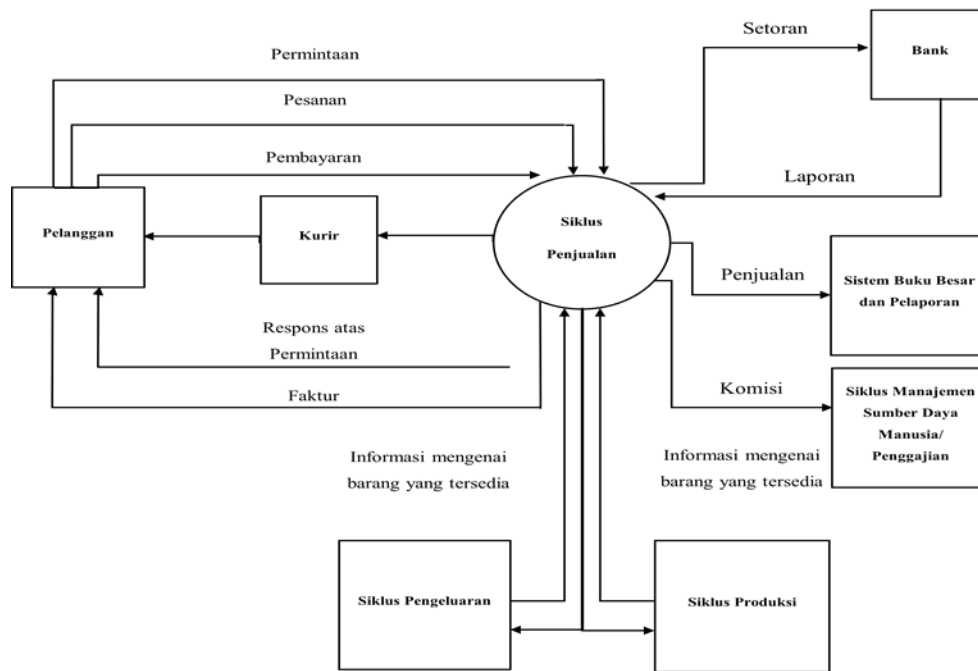 Permintaan
Setoran
Bank
Pesanan
Pembayaran
Laporan
Pelanggan
Kurir
Siklus
Penjualan
Penjualan
Sistem Buku Besar
dan Pelaporan
Respons atas
Permintaan
Faktur
Komisi
Siklus Manajemen
Sumber Daya
Manusia/
Penggajian
Informasi mengenai
barang yang tersedia
Informasi mengenai
barang yang tersedia
Siklus Pengeluaran
Siklus Produksi